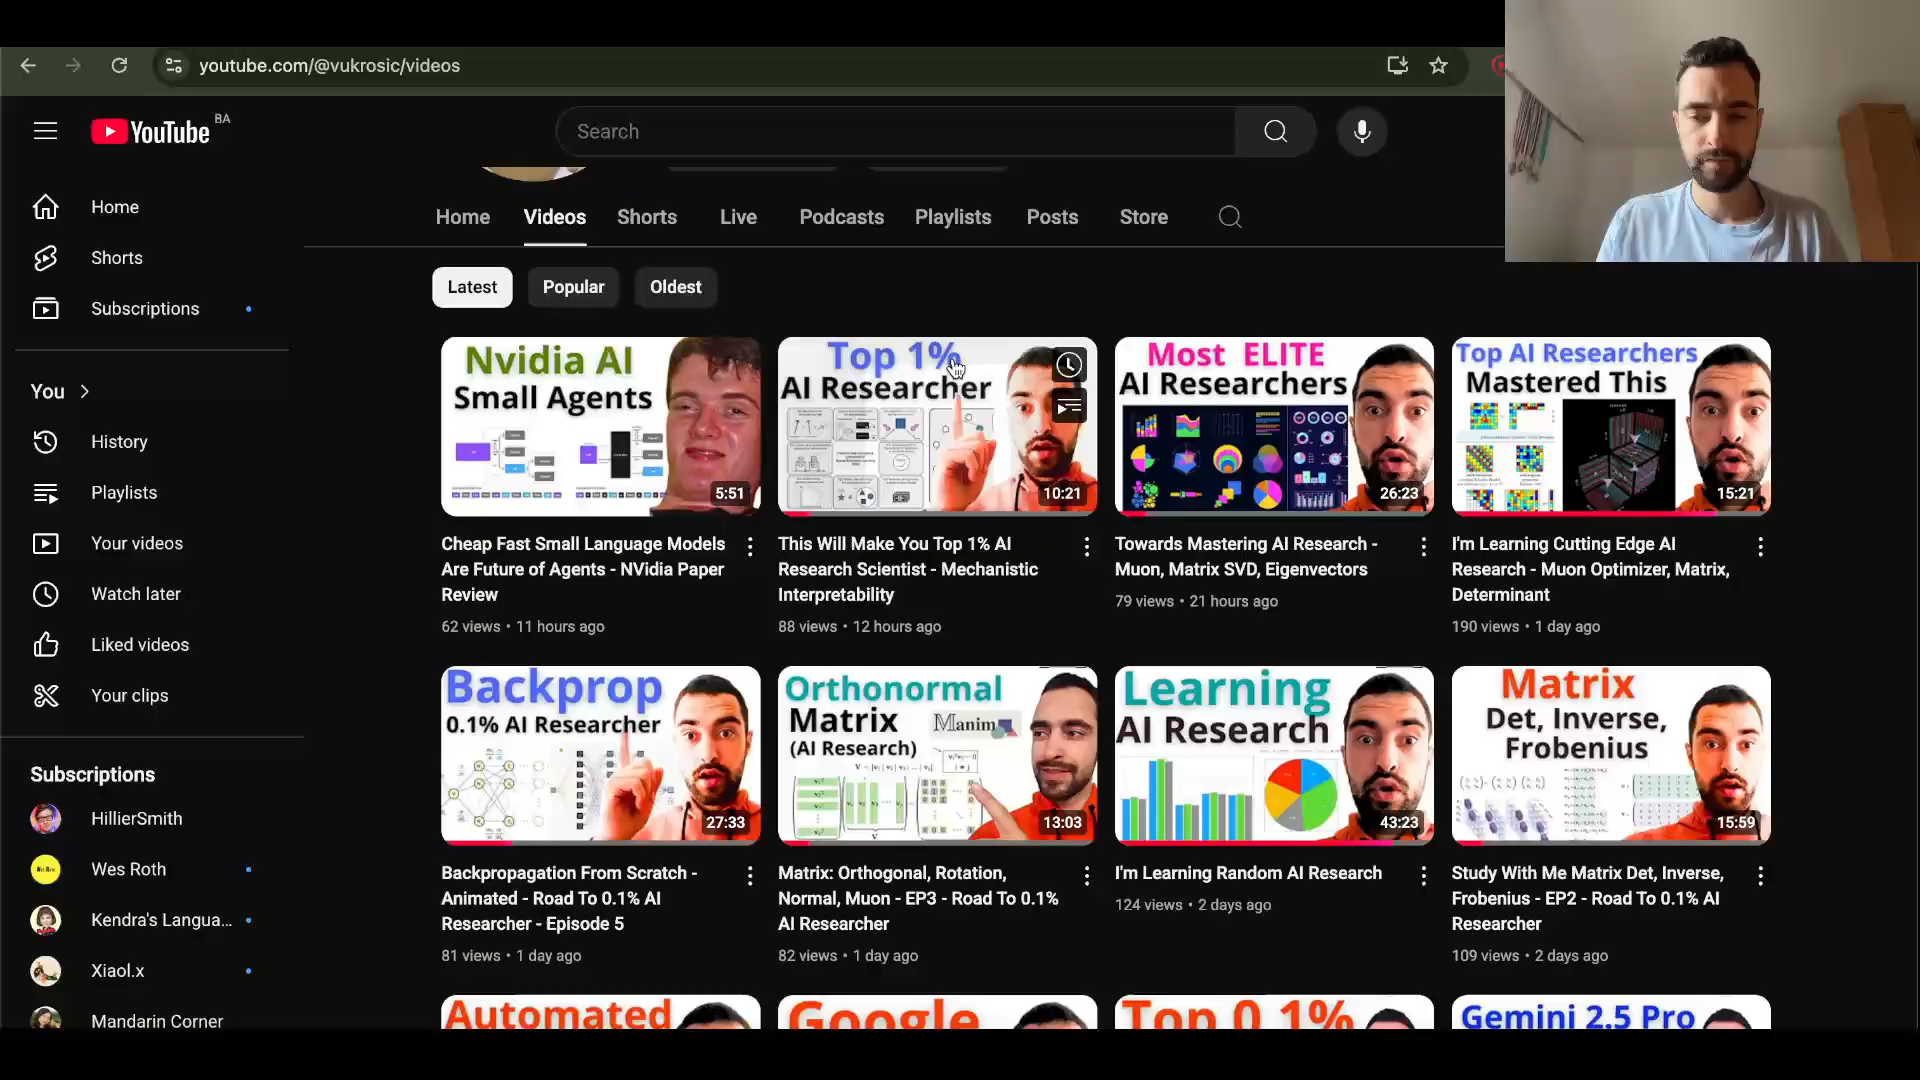 youtube.com/@vukrosic/videos
YouTube BA
Search
Home
Shorts
Subscriptions
You
History
Playlists
Your videos
Watch later
Liked videos
Your clips
Subscriptions
HillierSmith
Wes Roth
Kendra's Langua...
Xiaol.x
Mandarin Corner
Home Videos Shorts Live Podcasts Playlists Posts Store
Latest Popular Oldest
Nvidia AI
Small Agents
5:51
Top 1%
AI Researcher
10:21
Most ELITE
AI Researchers
26:23
Top AI Researchers
Mastered This
15:21
Cheap Fast Small Language Models
Are Future of Agents - NVidia Paper
Review
62 views • 11 hours ago
This Will Make You Top 1% AI
Research Scientist - Mechanistic
Interpretability
88 views • 12 hours ago
Towards Mastering AI Research -
Muon, Matrix SVD, Eigenvectors
79 views • 21 hours ago
I'm Learning Cutting Edge AI
Research - Muon Optimizer, Matrix,
Determinant
190 views • 1 day ago
Backprop
0.1% AI Researcher
27:33
Orthonormal
Matrix
(AI Research)
Manim
13:03
Learning
AI Research
43:23
Matrix
Det, Inverse,
Frobenius
15:59
Backpropagation From Scratch -
Animated - Road To 0.1% AI
Researcher - Episode 5
81 views • 1 day ago
Matrix: Orthogonal, Rotation,
Normal, Muon - EP3 - Road To 0.1%
AI Researcher
82 views • 1 day ago
I'm Learning Random AI Research
124 views • 2 days ago
Study With Me Matrix Det, Inverse,
Frobenius - EP2 - Road To 0.1% AI
Researcher
109 views • 2 days ago
Automated
Google
Top 0.1%
Gemini 2.5 Pro